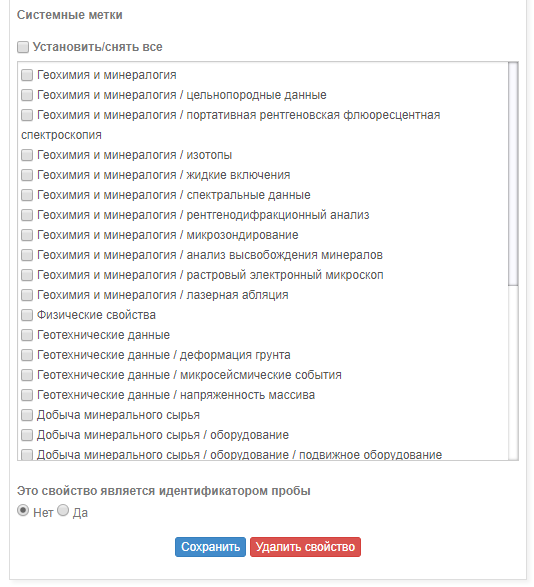 Системные метки
Установить/снять все
Геохимия и минералогия
Геохимия и минералогия / цельнопородные данные
Геохимия и минералогия / портативная рентгеновская флюоресцентная
спектроскопия
Геохимия и минералогия / изотопы
Геохимия и минералогия / жидкие включения
Геохимия и минералогия / спектральные данные
Геохимия и минералогия / рентгенодифракционный анализ
Геохимия и минералогия / микрозондирование
Геохимия и минералогия / анализ высвобождения минералов
Геохимия и минералогия / растровый электронный микроскоп
Геохимия и минералогия / лазерная абляция
Физические свойства
Геотехнические данные
Геотехнические данные / деформация грунта
Геотехнические данные / микросейсмические события
Геотехнические данные / напряженность массива
Добыча минерального сырья
Добыча минерального сырья / оборудование
Добыча минерального сырья / оборудование / подвижное оборудование
Это свойство является идентификатором пробы
Нет Да
Сохранить Удалить свойство